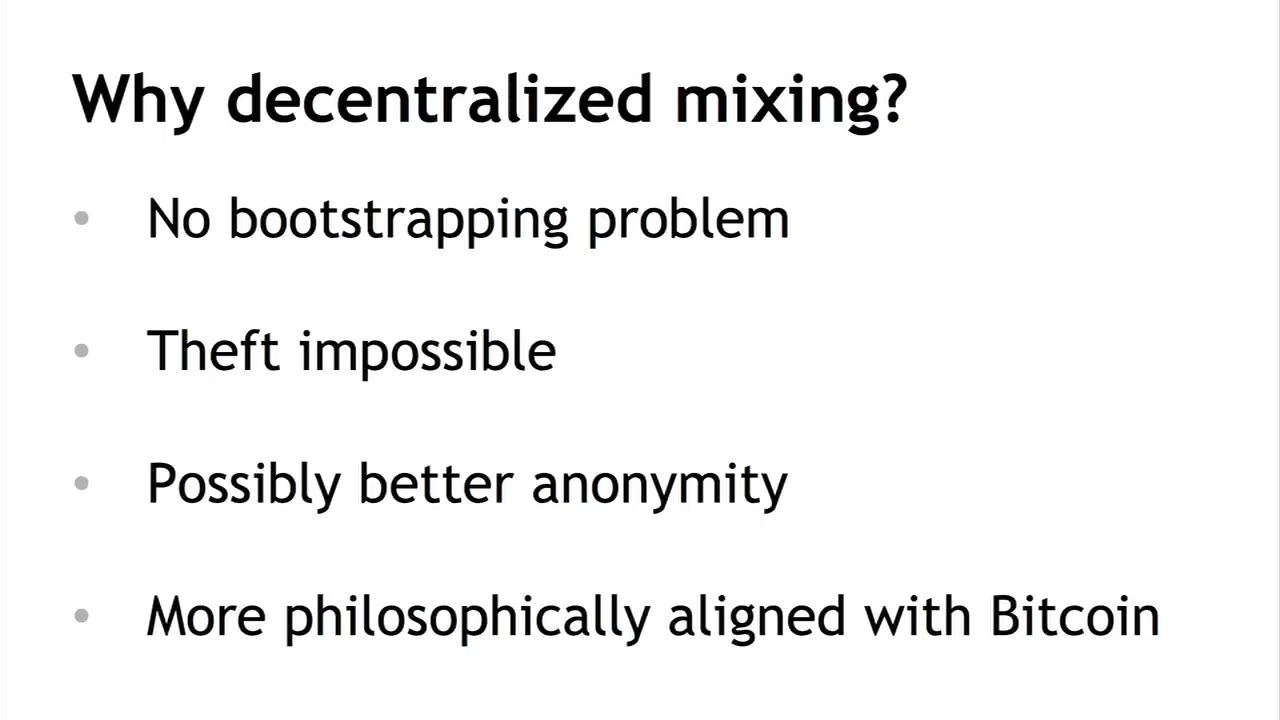 Why decentralized mixing?
• No bootstrapping problem
• Theft impossible
• Possibly better anonymity
• More philosophically aligned with Bitcoin